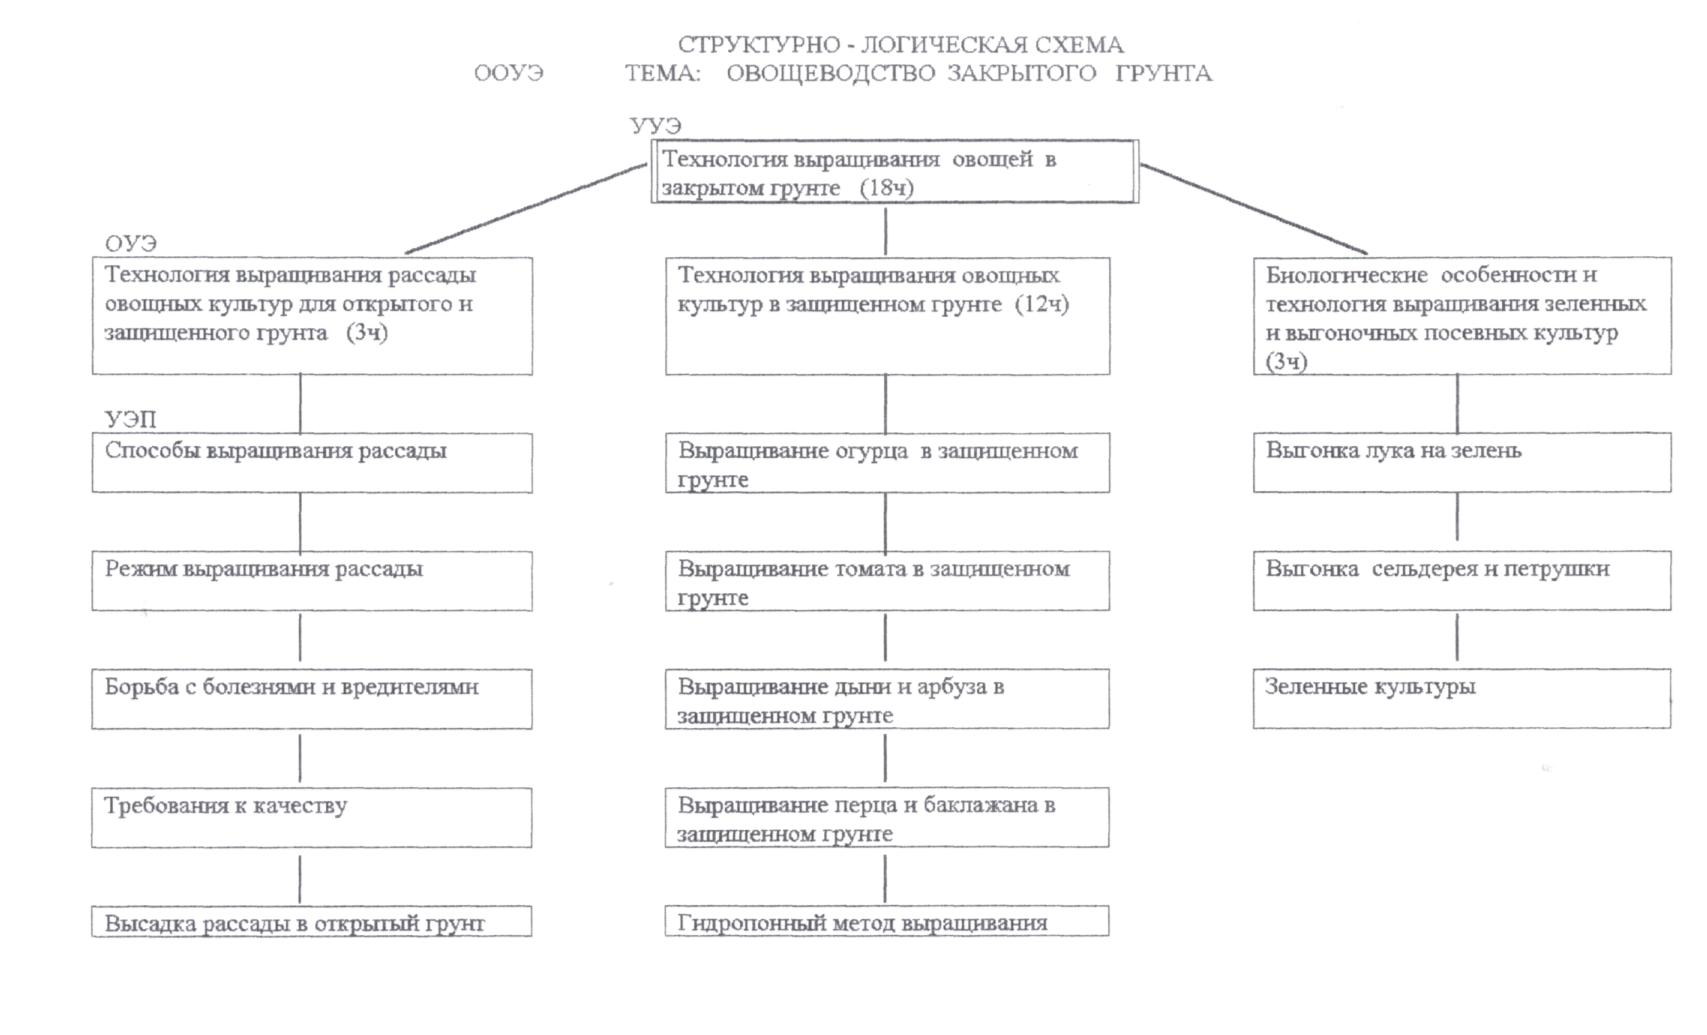 СТРУКТУРНО - ЛОГИЧЕСКАЯ СХЕМА
ООУЭ ТЕМА: ОВОЩЕВОДСТВО ЗАКРЫТОГО ГРУНТА
УУЭ
Технология выращивания овощей в
закрытом грунте (18ч)
ОУЭ
Технология выращивания рассады
овощных культур для открытого и
защищенного грунта (3ч)
Технология выращивания овощных
культур в защищенном грунте (12ч)
Биологические особенности и
технология выращивания зеленных
и выгоночных посевных культур
(3ч)
УЭП
Способы выращивания рассады
Выращивание огурца в защищенном
грунте
Выгонка лука на зелень
Режим выращивания рассады
Выращивание томата в защищенном
грунте
Выгонка сельдерея и петрушки
Борьба с болезнями и вредителями
Выращивание дыни и арбуза в
защищенном грунте
Зеленные культуры
Требования к качеству
Выращивание перца и баклажана в
защищенном грунте
Высадка рассады в открытый грунт
Гидропонный метод выращивания